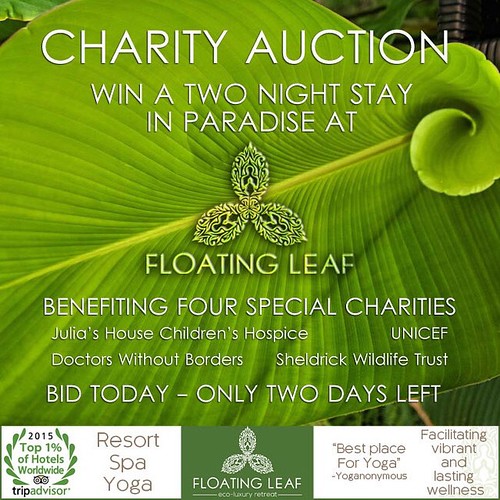 CHARITY AUCTION
WIN A TWO NIGHT STAY
IN PARADISE AT
FLOATING LEAF
BENEFITING FOUR SPECIAL CHARITIES
Julia's House Children's Hospice UNICEF
Doctors Without Borders Sheldrick Wildlife Trust
BID TODAY – ONLY TWO DAYS LEFT
2015
Top 1%
of Hotels
Worldwide
tripadvisor®
Resort
Spa
Yoga
FLOATING LEAF
eco-luxury retreat
"Best place
For Yoga"
-Yoganonymous
Facilitating
vibrant
and
lasting
wellness